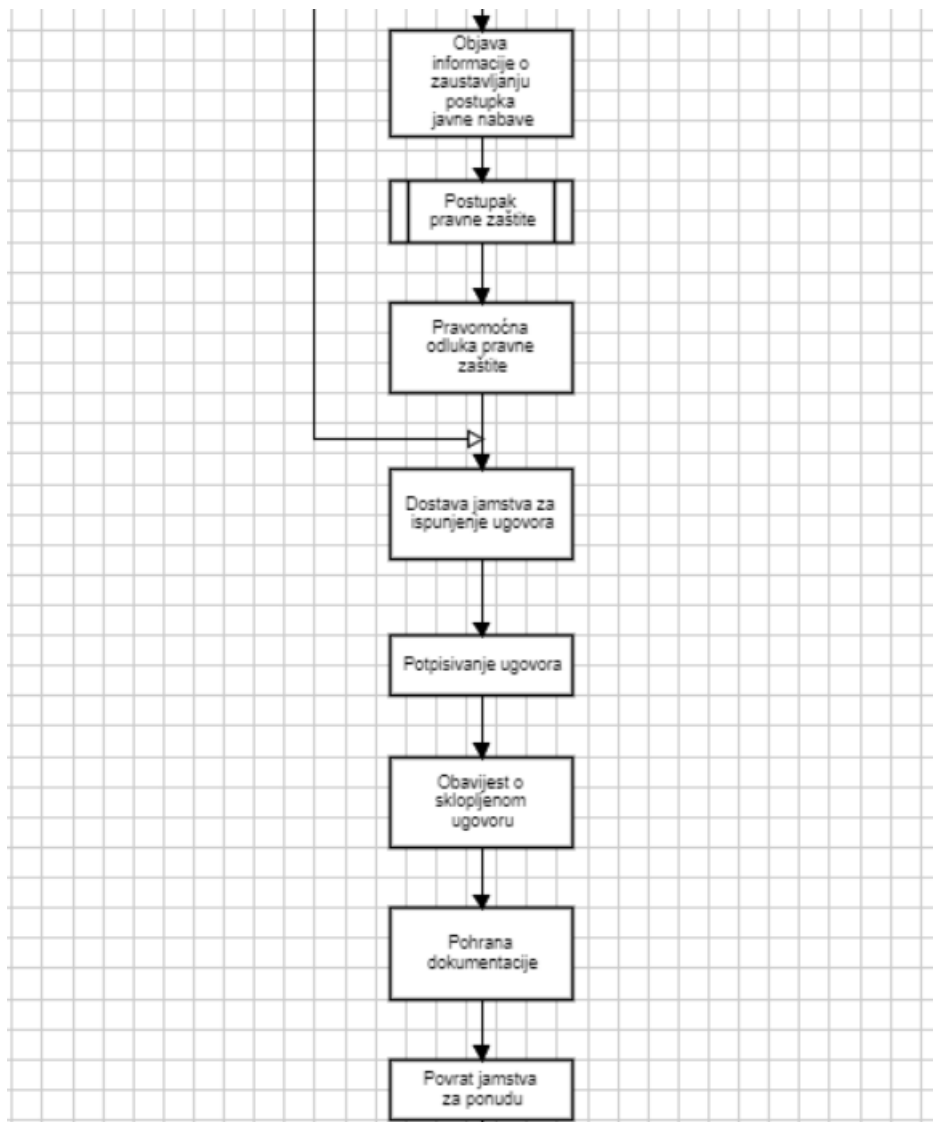 Objava
informacije o
zaustavljanju
postupka
javne nabave
Postupak
pravne zaštite
Pravomoćna
odluka pravne
zaštite
Dostava jamstva za
ispunjenje ugovora
Potpisivanje ugovora
Obavijest o
sklopljenom
ugovoru
Pohrana
dokumentacije
Povrat jamstva
za ponudu